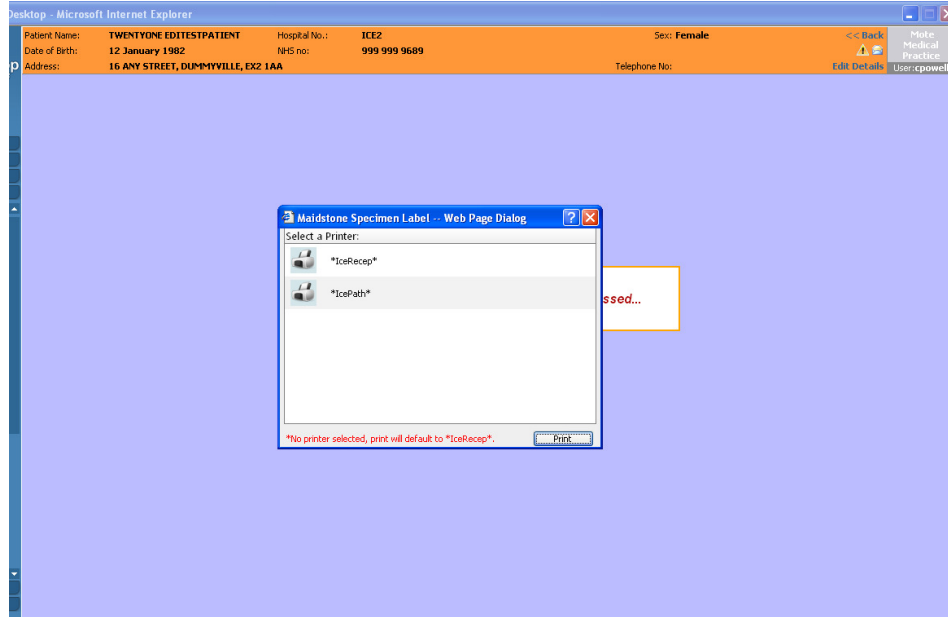 Desktop - Microsoft Internet Explorer
Patient Name: TWENTYONE EDITESTPATIENT Hospital No.: ICE2 Sex: Female << Back
Date of Birth: 12 January 1982 NHS no: 999 999 9689
Address: 16 ANY STREET, DUMMYVILLE, EX2 1AA Telephone No: Edit Details
Mote
Medical
Practice
User:cpowell
p
Maidstone Specimen Label -- Web Page Dialog
Select a Printer:
*IceRecep*
*IcePath*
ssed...
*No printer selected, print will default to *IceRecep*.
Print